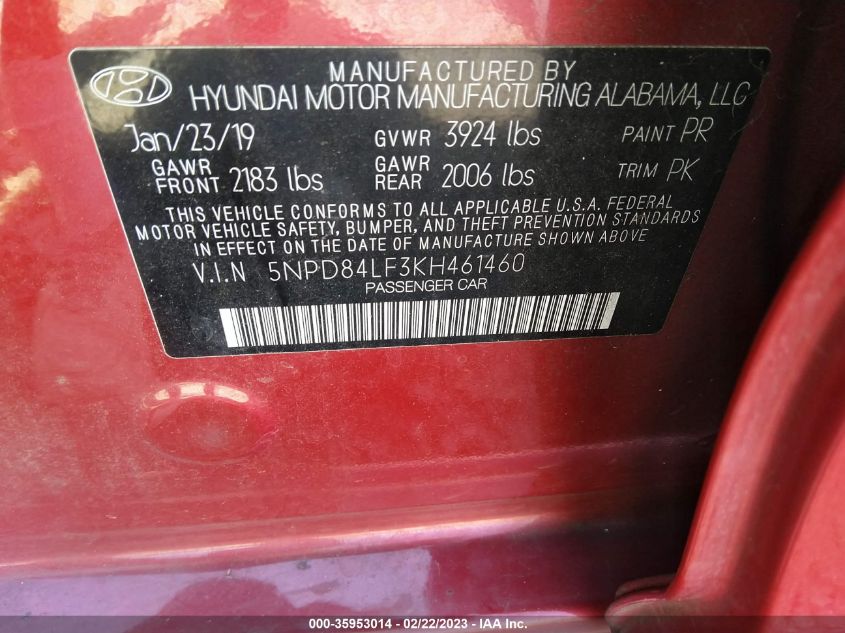 MANUFACTURED BY
HYUNDAI MOTOR MANUFACTURING ALABAMA, LLC
Jan/23/19 GVWR 3924 lbs PAINT PR
GAWR FRONT 2183 lbs GAWR REAR 2006 lbs TRIM PK
THIS VEHICLE CONFORMS TO ALL APPLICABLE U.S.A. FEDERAL
MOTOR VEHICLE SAFETY, BUMPER, AND THEFT PREVENTION STANDARDS
IN EFFECT ON THE DATE OF MANUFACTURE SHOWN ABOVE
V.I.N 5NPD84LF3KH461460
PASSENGER CAR
000-35953014 - 02/22/2023 - IAA Inc.